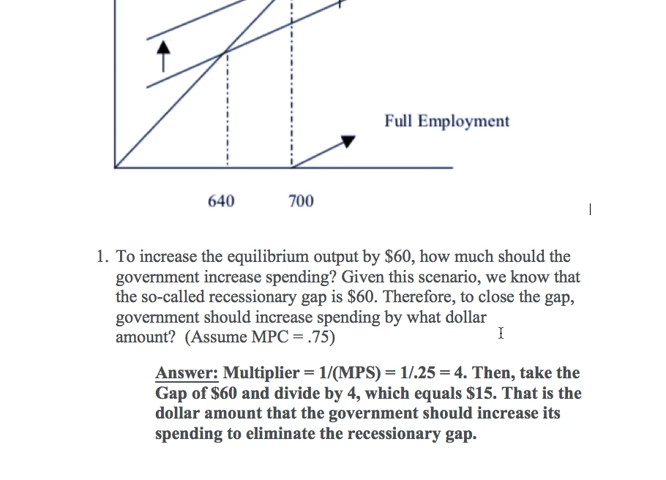 Full Employment
640 700
1. To increase the equilibrium output by $60, how much should the
government increase spending? Given this scenario, we know that
the so-called recessionary gap is $60. Therefore, to close the gap,
government should increase spending by what dollar
amount? (Assume MPC = .75)
Answer: Multiplier = 1/(MPS) = 1/.25 = 4. Then, take the
Gap of $60 and divide by 4, which equals $15. That is the
dollar amount that the government should increase its
spending to eliminate the recessionary gap.